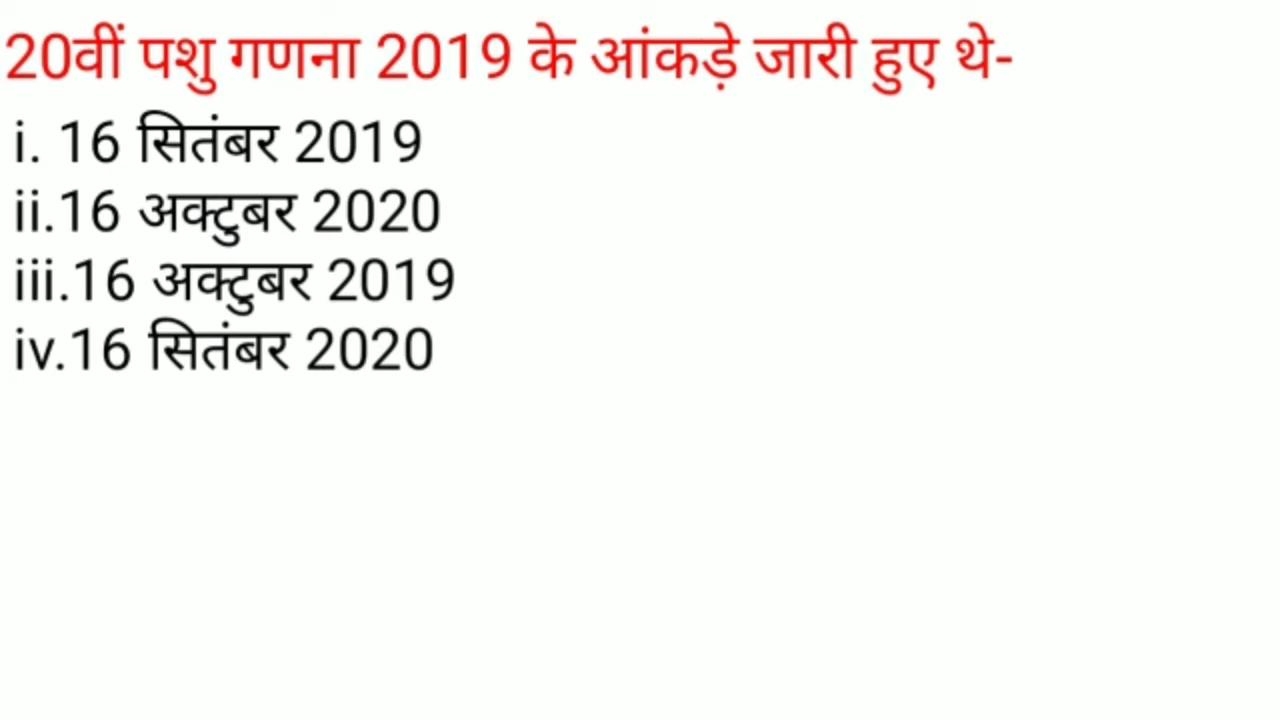 20वीं पशु गणना 2019 के आंकड़े जारी हुए थे-
i. 16 सितंबर 2019
ii.16 अक्टुबर 2020
iii.16 अक्टुबर 2019
iv.16 सितंबर 2020